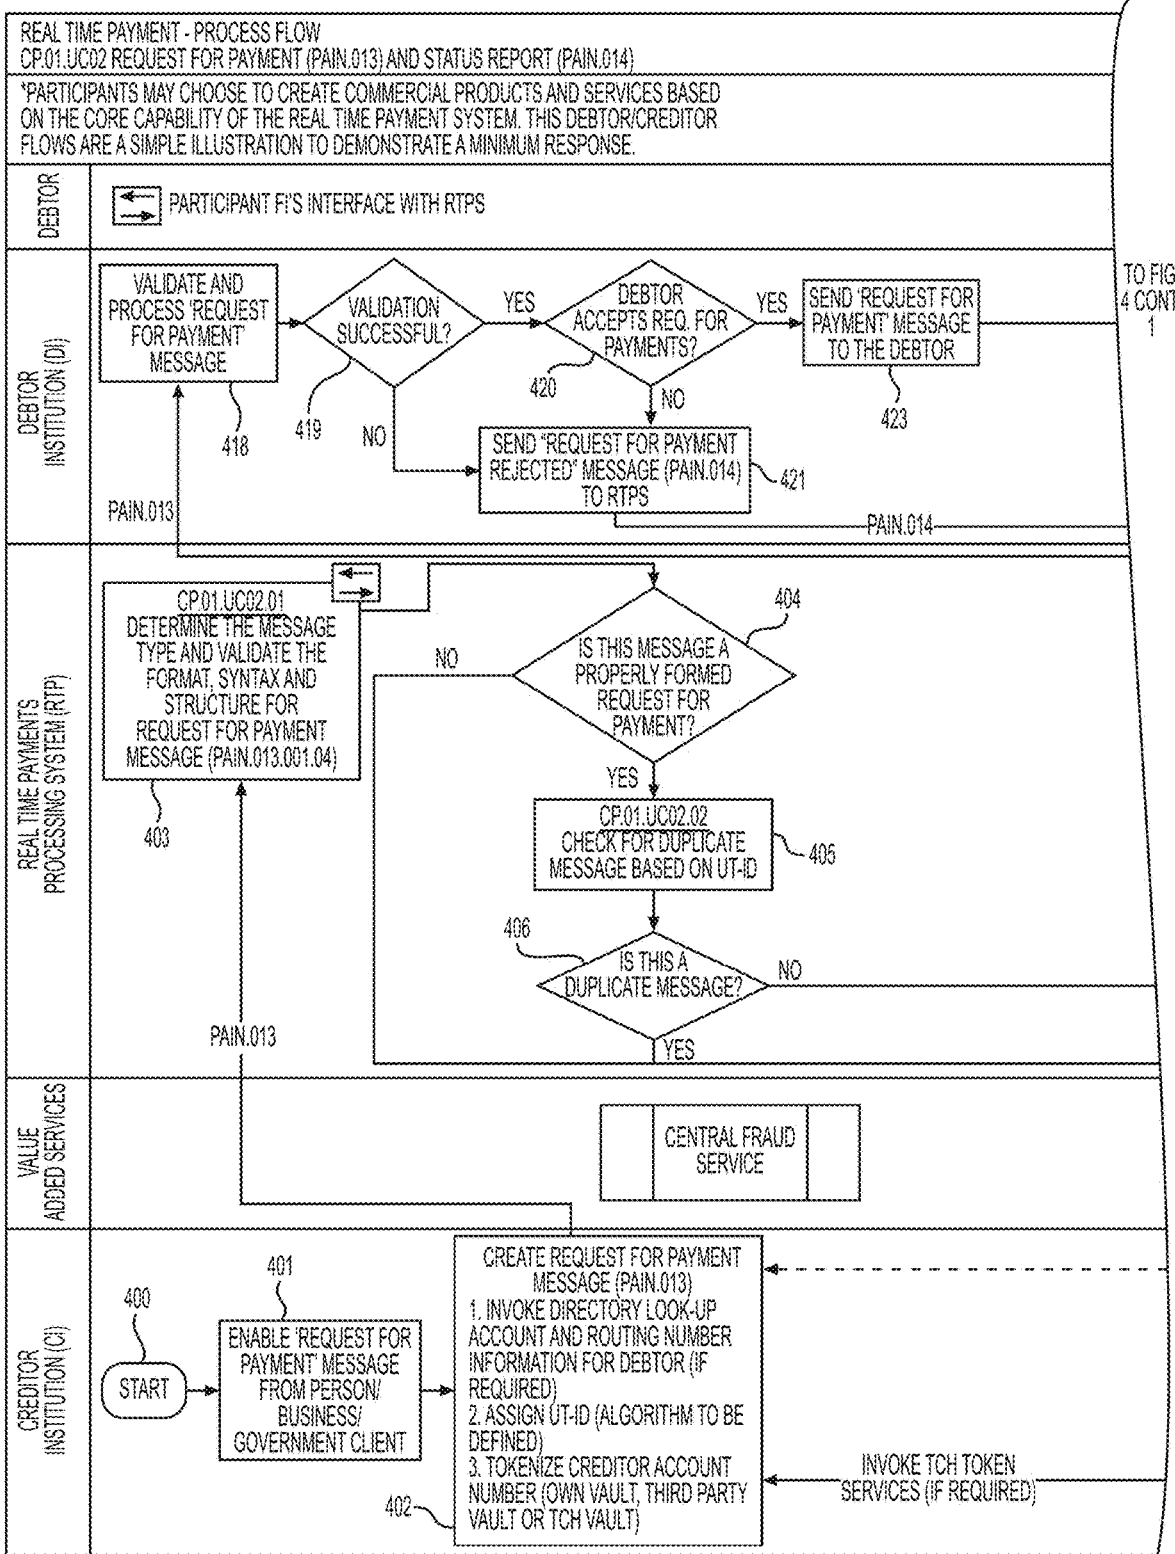 REAL TIME PAYMENT - PROCESS FLOW
CP.01.UC02 REQUEST FOR PAYMENT (PAIN.013) AND STATUS REPORT (PAIN.014)
*PARTICIPANTS MAY CHOOSE TO CREATE COMMERCIAL PRODUCTS AND SERVICES BASED
ON THE CORE CAPABILITY OF THE REAL TIME PAYMENT SYSTEM. THIS DEBTOR/CREDITOR
FLOWS ARE A SIMPLE ILLUSTRATION TO DEMONSTRATE A MINIMUM RESPONSE.
DEBTOR
PARTICIPANT FI'S INTERFACE WITH RTPS
DEBTOR
INSTITUTION (DI)
VALIDATE AND
PROCESS 'REQUEST
FOR PAYMENT'
MESSAGE
418
VALIDATION
SUCCESSFUL?
419
YES
NO
DEBTOR
ACCEPTS REQ. FOR
PAYMENTS?
420
YES
NO
SEND 'REQUEST FOR
PAYMENT' MESSAGE
TO THE DEBTOR
423
TO FIG
4 CONT
1
SEND "REQUEST FOR PAYMENT
REJECTED" MESSAGE (PAIN.014)
TO RTPS
421
PAIN.013
PAIN.014
REAL TIME PAYMENTS
PROCESSING SYSTEM (RTP)
CP.01.UC02.01
DETERMINE THE MESSAGE
TYPE AND VALIDATE THE
FORMAT, SYNTAX AND
STRUCTURE FOR
REQUEST FOR PAYMENT
MESSAGE (PAIN.013.001.04)
403
404
IS THIS MESSAGE A
PROPERLY FORMED
REQUEST FOR
PAYMENT?
NO
YES
CP.01.UC02.02
CHECK FOR DUPLICATE
MESSAGE BASED ON UT-ID
405
406
IS THIS A
DUPLICATE MESSAGE?
NO
YES
PAIN.013
VALUE
ADDED SERVICES
CENTRAL FRAUD
SERVICE
CREDITOR
INSTITUTION (CI)
400
START
401
ENABLE 'REQUEST FOR
PAYMENT' MESSAGE
FROM PERSON/
BUSINESS/
GOVERNMENT CLIENT
CREATE REQUEST FOR PAYMENT
MESSAGE (PAIN.013)
1. INVOKE DIRECTORY LOOK-UP
ACCOUNT AND ROUTING NUMBER
INFORMATION FOR DEBTOR (IF
REQUIRED)
2. ASSIGN UT-ID (ALGORITHM TO BE
DEFINED)
3. TOKENIZE CREDITOR ACCOUNT
NUMBER (OWN VAULT, THIRD PARTY
VAULT OR TCH VAULT)
402
INVOKE TCH TOKEN
SERVICES (IF REQUIRED)